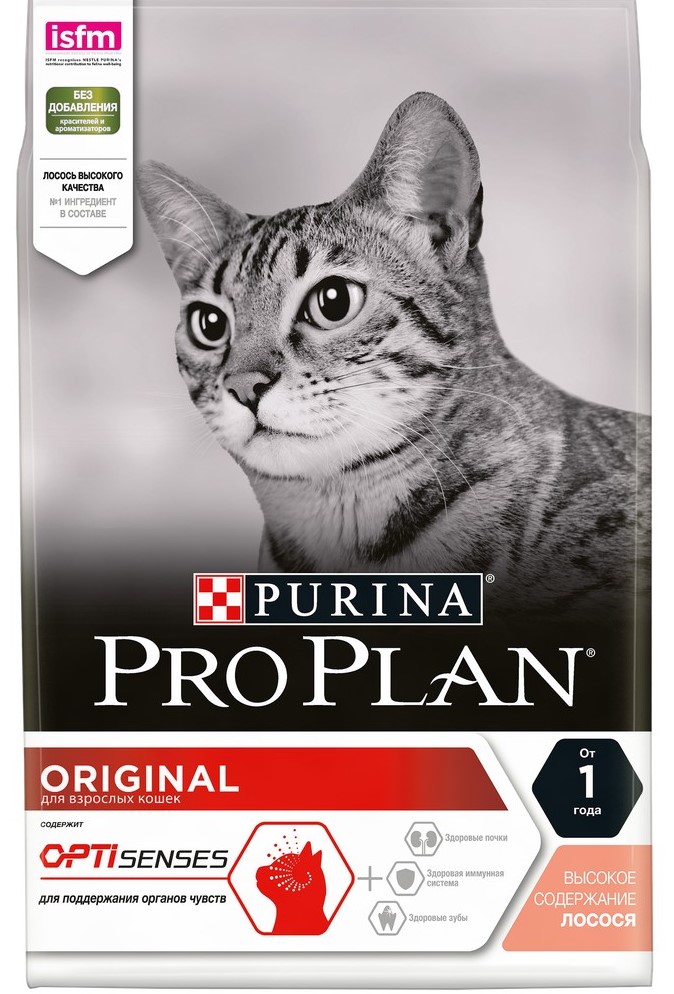 isfm
ISFM recognises NESTLÉ PURINA's
nutritional contribution to feline well-being
БЕЗ
ДОБАВЛЕНИЯ
красителей и
ароматизаторов
ЛОСОСЬ ВЫСОКОГО
КАЧЕСТВА
№1 ИНГРЕДИЕНТ
В СОСТАВЕ
PURINA®
PRO PLAN®
ORIGINAL
для взрослых кошек
От
1
года
СОДЕРЖИТ
OPTISENSES
для поддержания органов чувств
Здоровые почки
Здоровая иммунная
система
Здоровые зубы
ВЫСОКОЕ
СОДЕРЖАНИЕ
ЛОСОСЯ